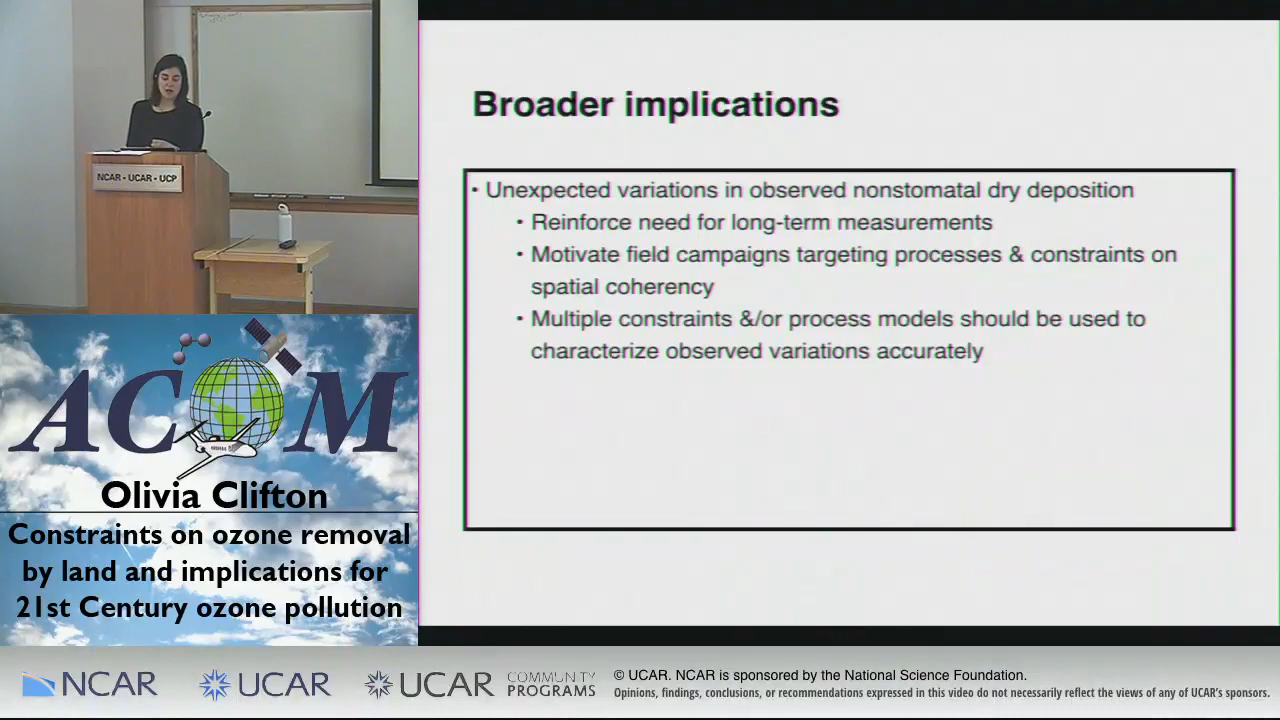 NCAR - UCAR - UCP
ACOM
Olivia Clifton
Constraints on ozone removal
by land and implications for
21st Century ozone pollution
Broader implications
• Unexpected variations in observed nonstomatal dry deposition
• Reinforce need for long-term measurements
• Motivate field campaigns targeting processes & constraints on
spatial coherency
• Multiple constraints &/or process models should be used to
characterize observed variations accurately
NCAR
UCAR
UCAR
COMMUNITY
PROGRAMS
© UCAR. NCAR is sponsored by the National Science Foundation.
Opinions, findings, conclusions, or recommendations expressed in this video do not necessarily reflect the views of any of UCAR's sponsors.